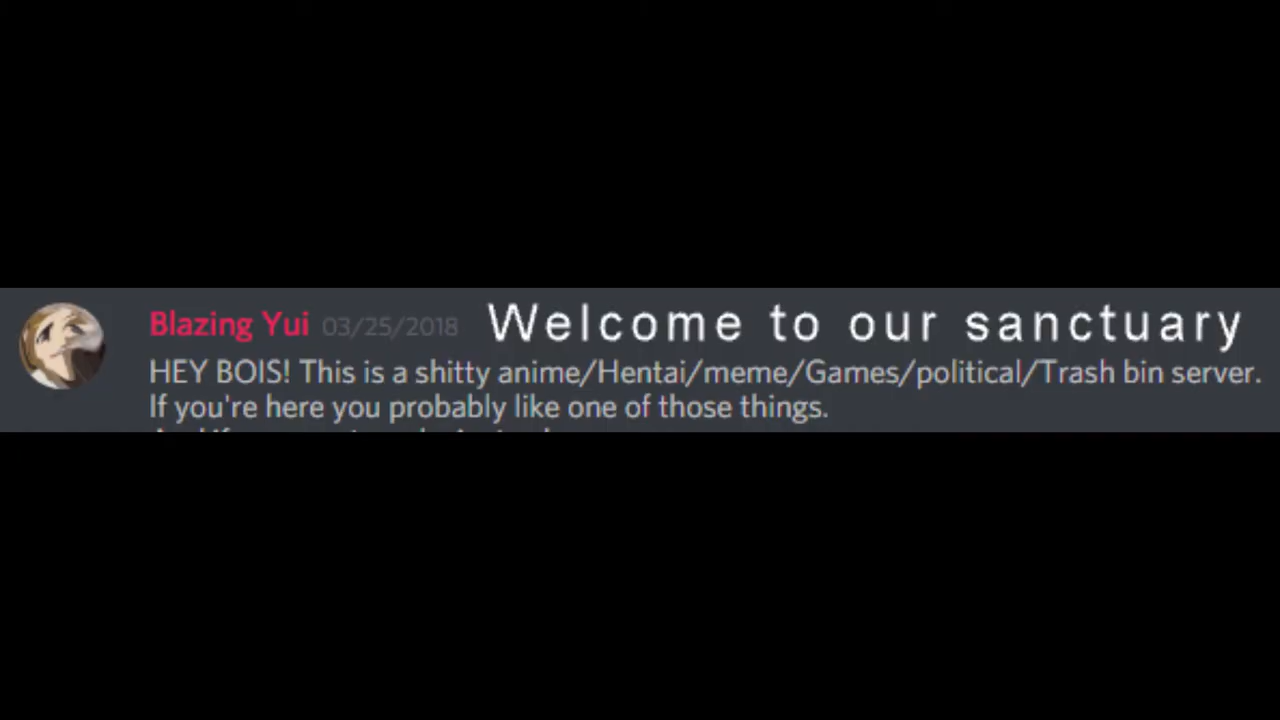 Blazing Yui 03/25/2018 Welcome to our sanctuary
HEY BOIS! This is a shitty anime/Hentai/meme/Games/political/Trash bin server.
If you're here you probably like one of those things.